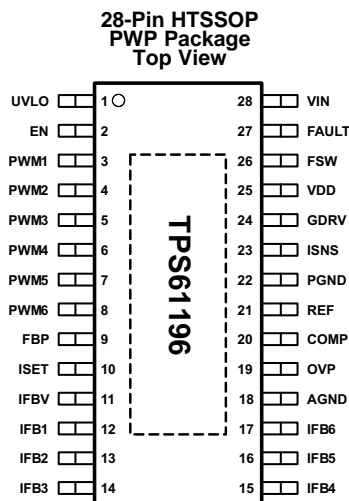 28-Pin HTSSOP
PWP Package
Top View
UVLO 1 28 VIN
EN 2 27 FAULT
PWM1 3 26 FSW
PWM2 4 25 VDD
PWM3 5 24 GDRV
PWM4 6 23 ISNS
PWM5 7 22 PGND
PWM6 8 21 REF
FBP 9 20 COMP
ISET 10 19 OVP
IFBV 11 18 AGND
IFB1 12 17 IFB6
IFB2 13 16 IFB5
IFB3 14 15 IFB4
TPS61196